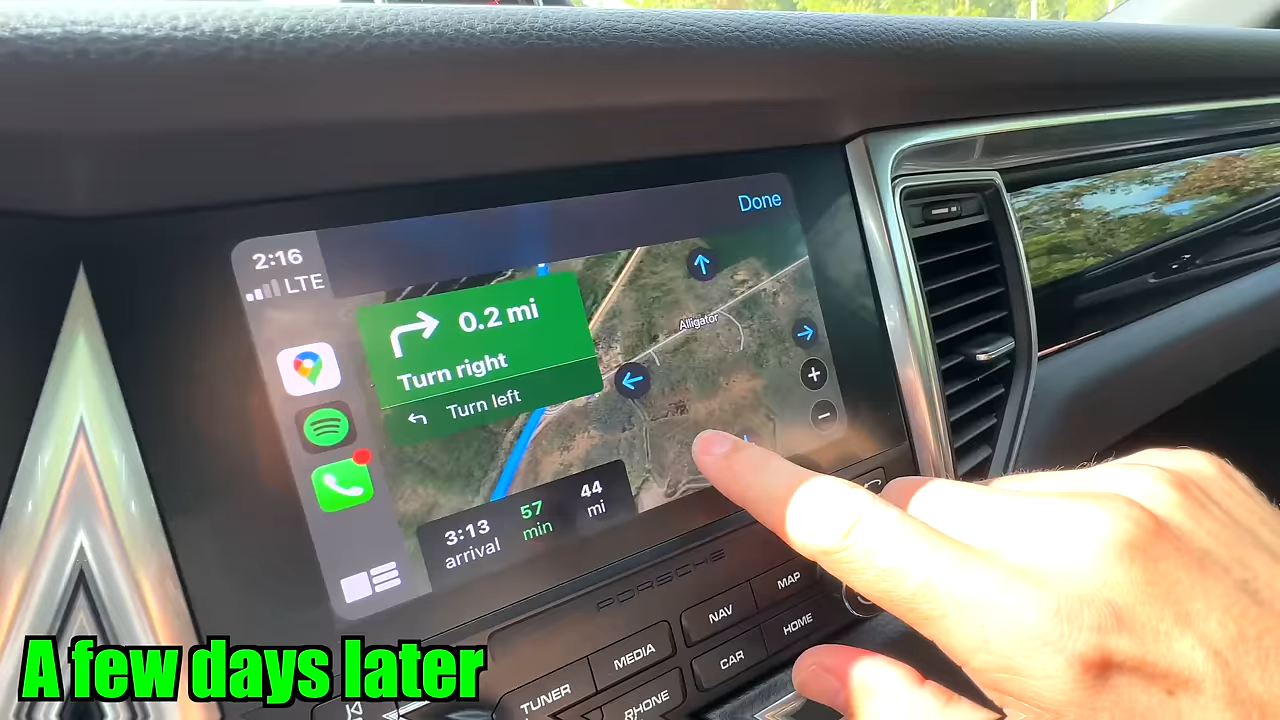 Done
2:16
LTE
0.2 mi
Turn right
Turn left
Alligator
+
−
3:13
arrival
57
min
44
mi
PORSCHE
MAP
NAV
HOME
MEDIA
CAR
TUNER
PHONE
A few days later